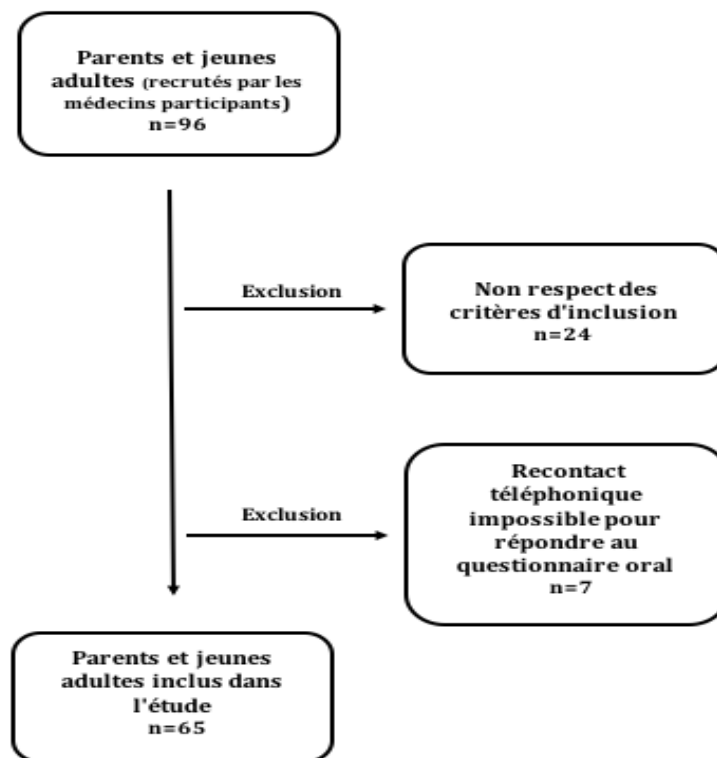 Parents et jeunes
adultes (recrutés par les
médecins participants)
n=96
Exclusion
Non respect des
critères d'inclusion
n=24
Exclusion
Recontact
téléphonique
impossible pour
répondre au
questionnaire oral
n=7
Parents et jeunes
adultes inclus dans
l'étude
n=65